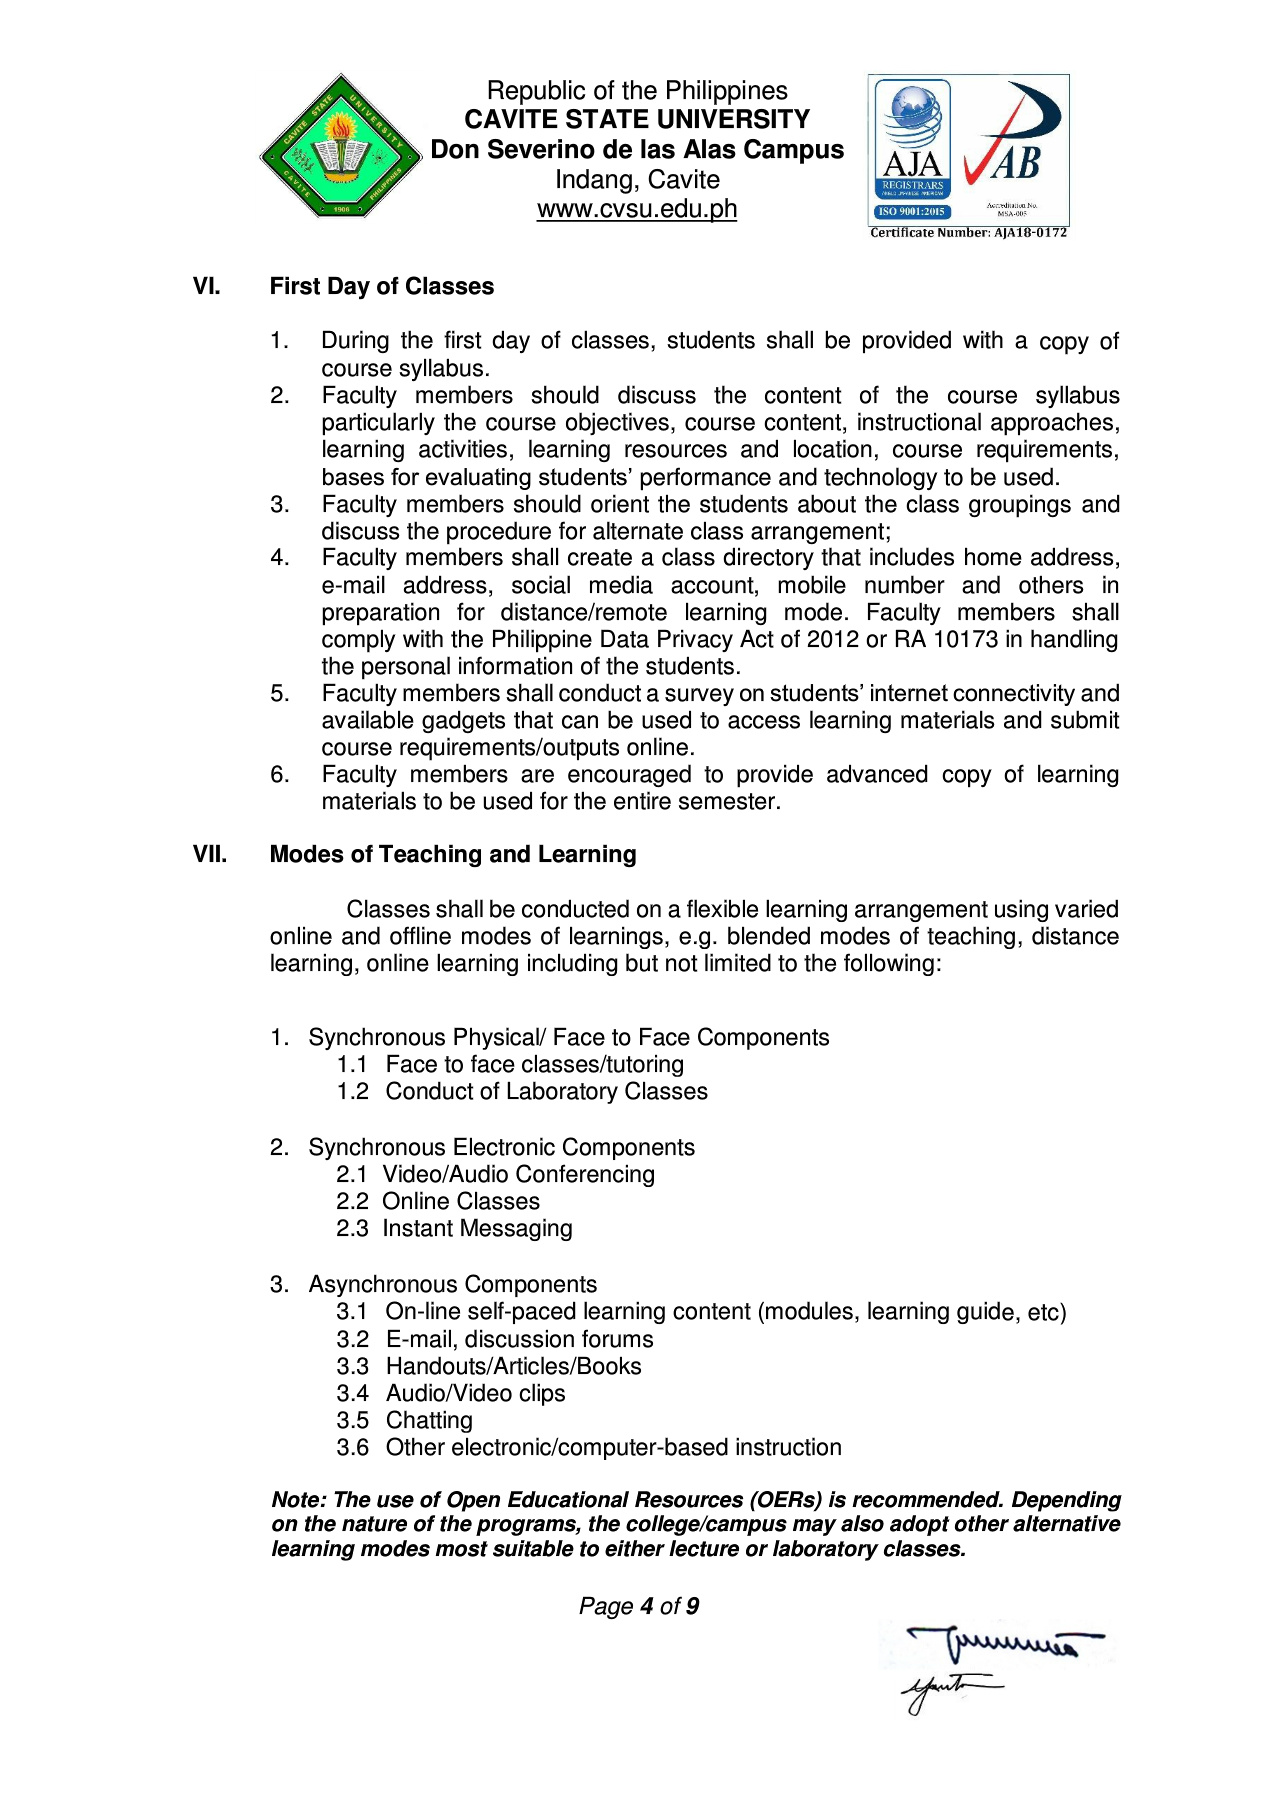 Republic of the Philippines
CAVITE STATE UNIVERSITY
Don Severino de las Alas Campus
Indang, Cavite
www.cvsu.edu.ph
CAVITE STATE UNIVERSITY
CAVITE PHILIPPINES
1906
AJA
REGISTRARS
ANGLO JAPANESE AMERICAN
ISO 9001:2015
PAB
Accreditation No.
MSA-005
Certificate Number: AJA18-0172
VI. First Day of Classes
1. During the first day of classes, students shall be provided with a copy of
course syllabus.
2. Faculty members should discuss the content of the course syllabus
particularly the course objectives, course content, instructional approaches,
learning activities, learning resources and location, course requirements,
bases for evaluating students’ performance and technology to be used.
3. Faculty members should orient the students about the class groupings and
discuss the procedure for alternate class arrangement;
4. Faculty members shall create a class directory that includes home address,
e-mail address, social media account, mobile number and others in
preparation for distance/remote learning mode. Faculty members shall
comply with the Philippine Data Privacy Act of 2012 or RA 10173 in handling
the personal information of the students.
5. Faculty members shall conduct a survey on students’ internet connectivity and
available gadgets that can be used to access learning materials and submit
course requirements/outputs online.
6. Faculty members are encouraged to provide advanced copy of learning
materials to be used for the entire semester.
VII. Modes of Teaching and Learning
Classes shall be conducted on a flexible learning arrangement using varied
online and offline modes of learnings, e.g. blended modes of teaching, distance
learning, online learning including but not limited to the following:
1. Synchronous Physical/ Face to Face Components
1.1 Face to face classes/tutoring
1.2 Conduct of Laboratory Classes
2. Synchronous Electronic Components
2.1 Video/Audio Conferencing
2.2 Online Classes
2.3 Instant Messaging
3. Asynchronous Components
3.1 On-line self-paced learning content (modules, learning guide, etc)
3.2 E-mail, discussion forums
3.3 Handouts/Articles/Books
3.4 Audio/Video clips
3.5 Chatting
3.6 Other electronic/computer-based instruction
Note: The use of Open Educational Resources (OERs) is recommended. Depending
on the nature of the programs, the college/campus may also adopt other alternative
learning modes most suitable to either lecture or laboratory classes.
Page 4 of 9